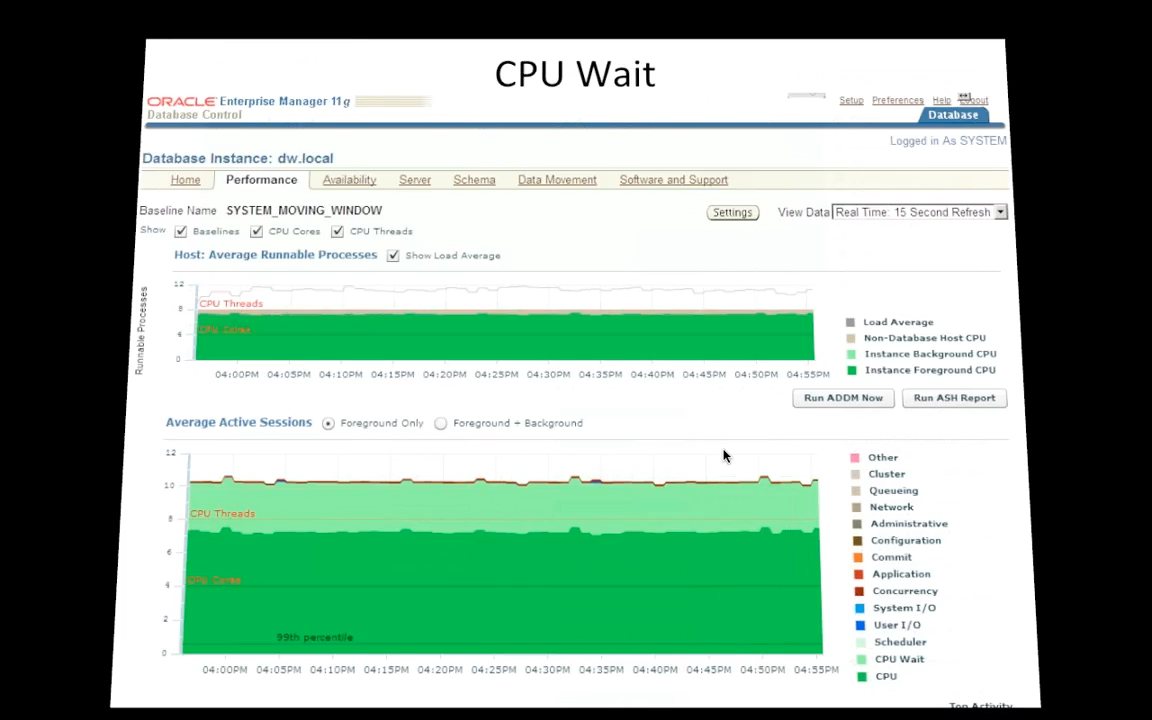 CPU Wait
ORACLE Enterprise Manager 11g
Database Control
Setup Preferences Help Logout
Database
Logged in As SYSTEM
Database Instance: dw.local
Home Performance Availability Server Schema Data Movement Software and Support
Baseline Name SYSTEM_MOVING_WINDOW Settings View Data Real Time: 15 Second Refresh
Show Baselines CPU Cores CPU Threads
Host: Average Runnable Processes Show Load Average
Runnable Processes
12
8
4
0
CPU Threads
CPU Cores
04:00PM 04:05PM 04:10PM 04:15PM 04:20PM 04:25PM 04:30PM 04:35PM 04:40PM 04:45PM 04:50PM 04:55PM
Load Average
Non-Database Host CPU
Instance Background CPU
Instance Foreground CPU
Run ADDM Now Run ASH Report
Average Active Sessions Foreground Only Foreground + Background
12
10
8
6
4
2
0
CPU Threads
CPU Cores
99th percentile
04:00PM 04:05PM 04:10PM 04:15PM 04:20PM 04:25PM 04:30PM 04:35PM 04:40PM 04:45PM 04:50PM 04:55PM
Other
Cluster
Queueing
Network
Administrative
Configuration
Commit
Application
Concurrency
System I/O
User I/O
Scheduler
CPU Wait
CPU
Top Activity